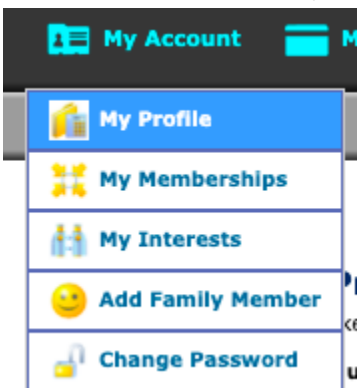 My Account M
My Profile
My Memberships
My Interests
Add Family Member
Change Password